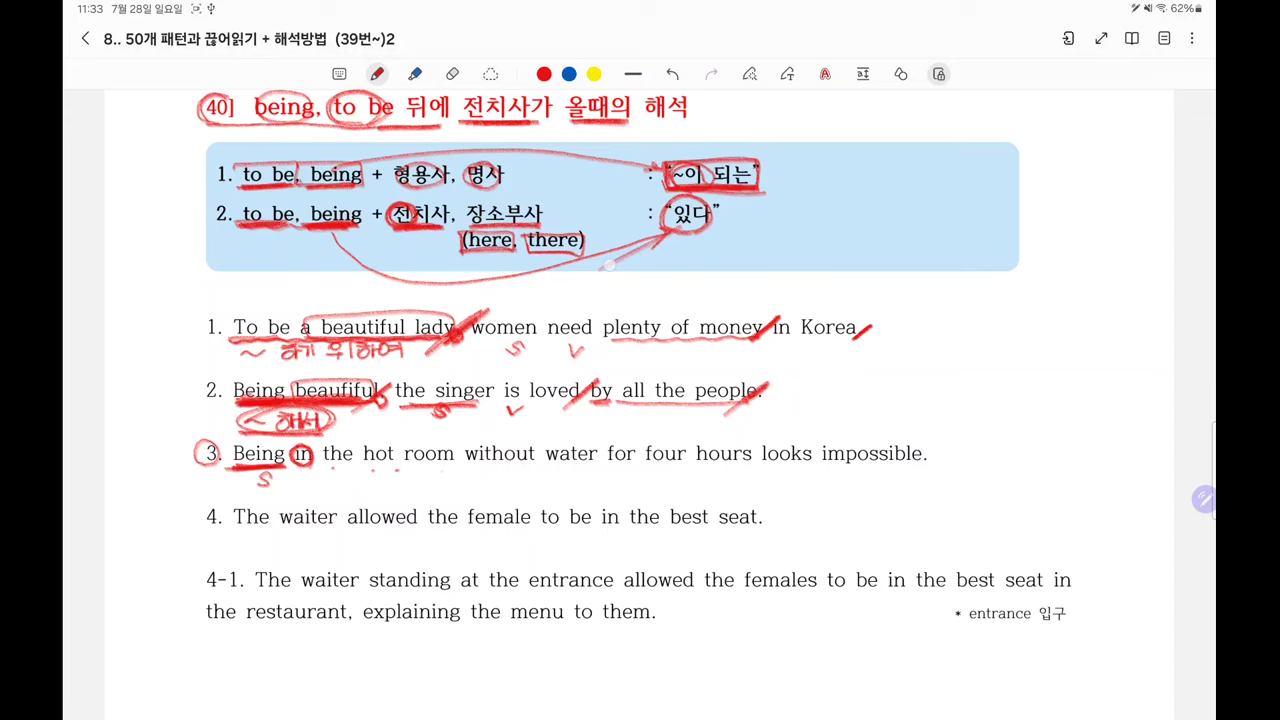 11:33 7월 28일 일요일
62%
8.. 50개 패턴과 끊어읽기 + 해석방법 (39번~)2
40] being, to be 뒤에 전치사가 올때의 해석
1. to be, being + 형용사, 명사 : "~이 되는"
2. to be, being + 전치사, 장소부사 : "있다"
(here, there)
1. To be a beautiful lady, women need plenty of money in Korea
~ 하기 위하여 S V
2. Being beaufiful, the singer is loved by all the people.
~ 해서 S V
3. Being in the hot room without water for four hours looks impossible.
S
4. The waiter allowed the female to be in the best seat.
4-1. The waiter standing at the entrance allowed the females to be in the best seat in
the restaurant, explaining the menu to them. * entrance 입구